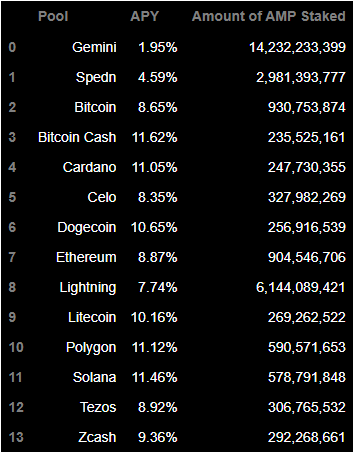 Pool APY Amount of AMP Staked
0 Gemini 1.95% 14,232,233,399
1 Spedn 4.59% 2,981,393,777
2 Bitcoin 8.65% 930,753,874
3 Bitcoin Cash 11.62% 235,525,161
4 Cardano 11.05% 247,730,355
5 Celo 8.35% 327,982,269
6 Dogecoin 10.65% 256,916,539
7 Ethereum 8.87% 904,546,706
8 Lightning 7.74% 6,144,089,421
9 Litecoin 10.16% 269,262,522
10 Polygon 11.12% 590,571,653
11 Solana 11.46% 578,791,848
12 Tezos 8.92% 306,765,532
13 Zcash 9.36% 292,268,661